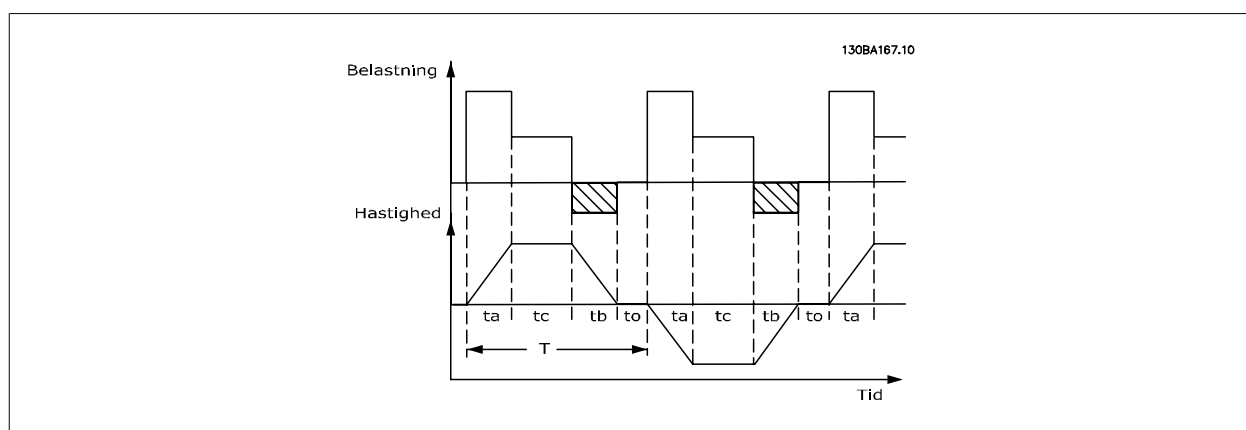 130BA167.10
Belastning
Hastighed
ta tc tb to ta tc tb to ta
T
Tid